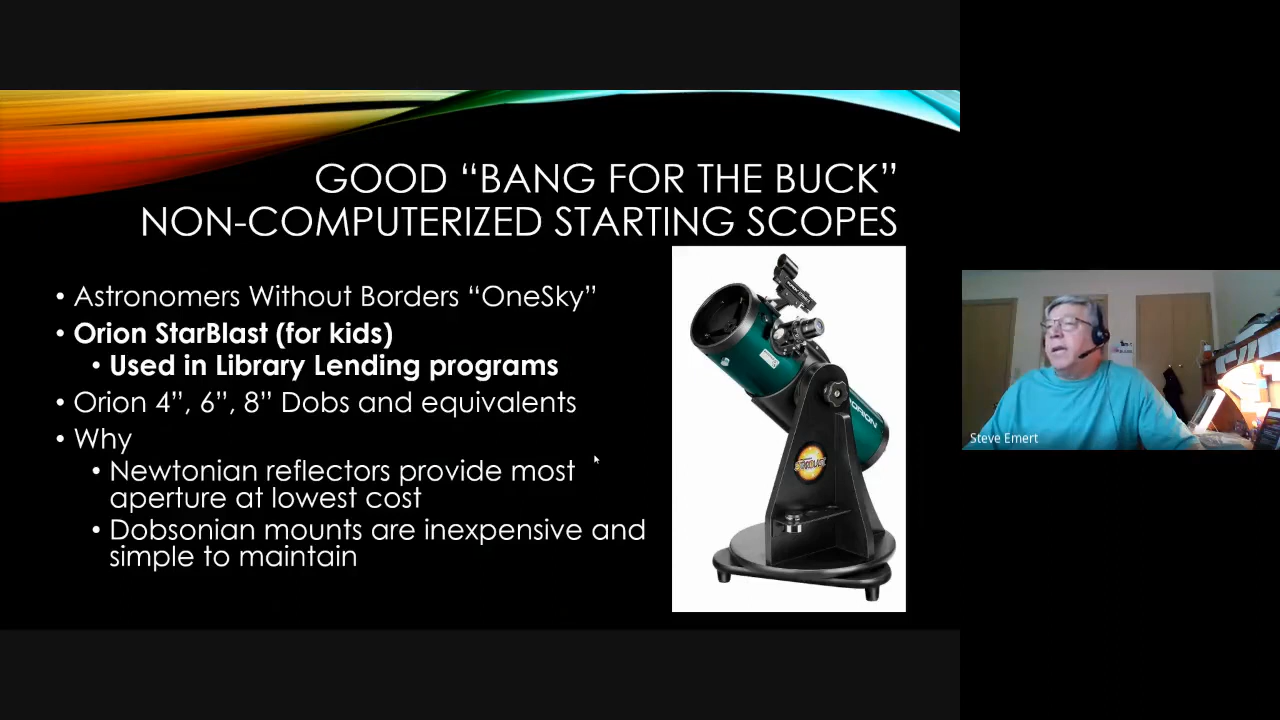 GOOD “BANG FOR THE BUCK”
NON-COMPUTERIZED STARTING SCOPES
• Astronomers Without Borders “OneSky”
• Orion StarBlast (for kids)
• Used in Library Lending programs
• Orion 4”, 6”, 8” Dobs and equivalents
• Why
• Newtonian reflectors provide most
aperture at lowest cost
• Dobsonian mounts are inexpensive and
simple to maintain
ORION
STARBLAST
Steve Emert